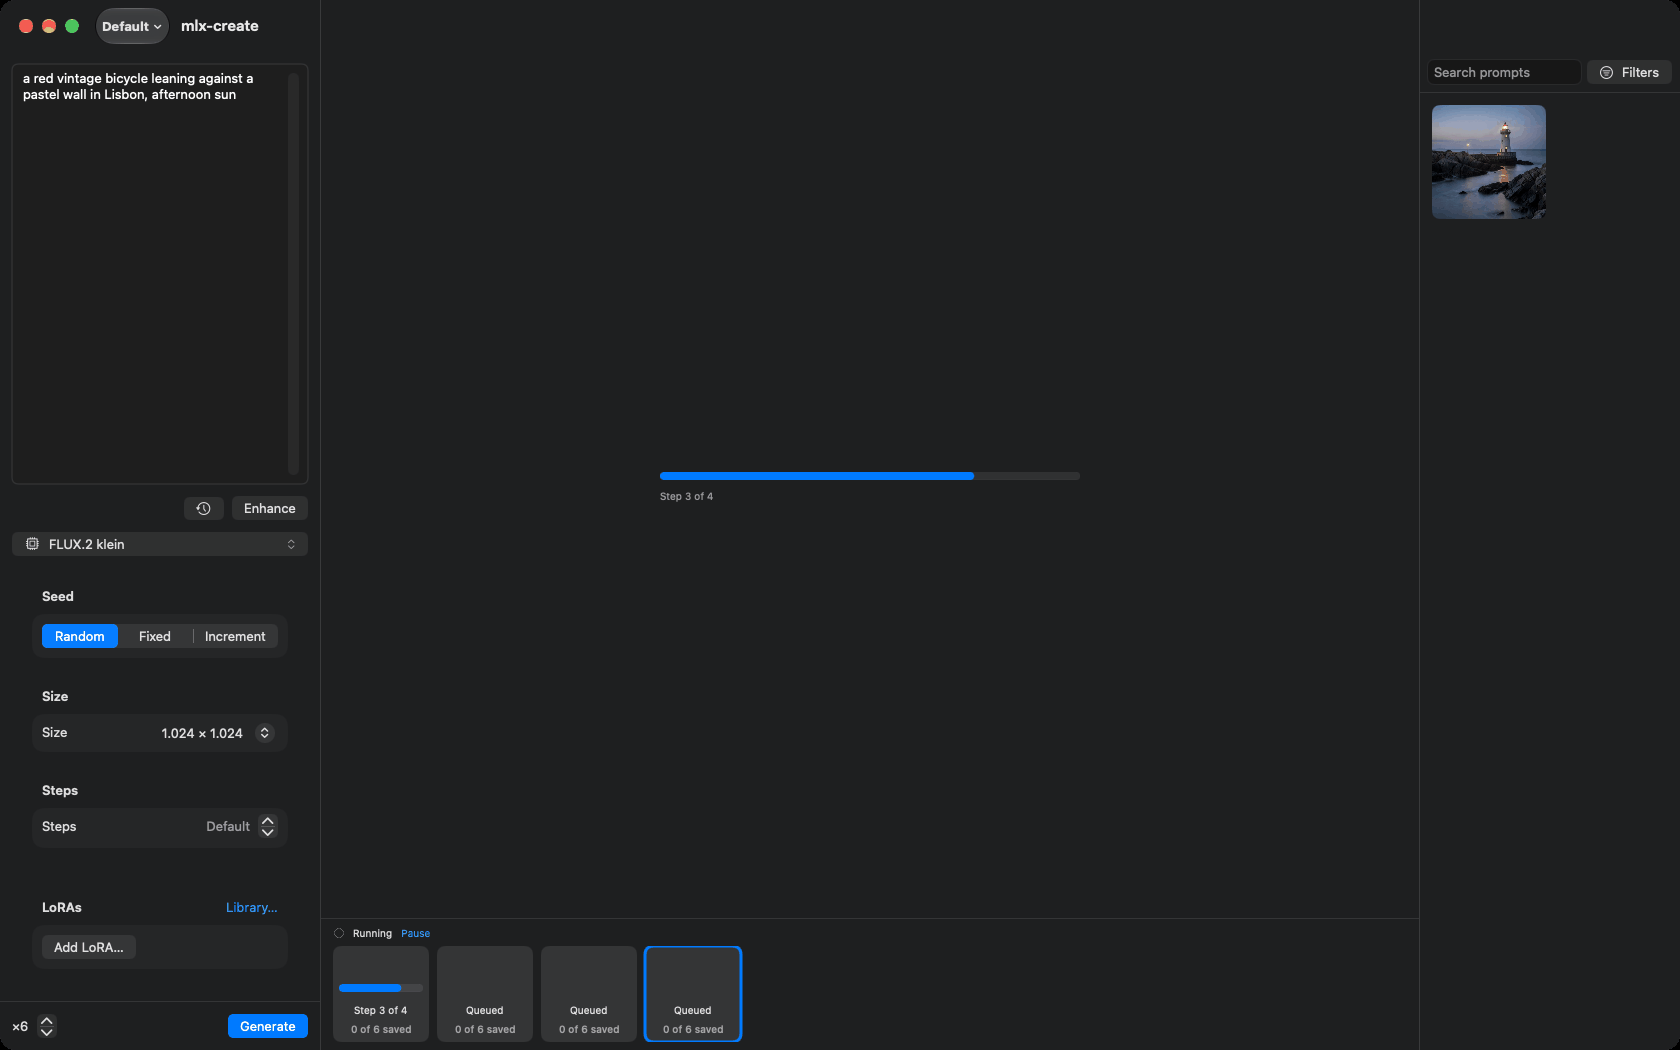 Default
mlx-create
a red vintage bicycle leaning against a
pastel wall in Lisbon, afternoon sun
Enhance
FLUX.2 klein
Seed
Random
Fixed
Increment
Size
Size
1.024 × 1.024
Steps
Steps
Default
LoRAs
Library...
Add LoRA...
×6
Generate
Step 3 of 4
Running
Pause
Step 3 of 4
0 of 6 saved
Queued
0 of 6 saved
Queued
0 of 6 saved
Queued
0 of 6 saved
Search prompts
Filters